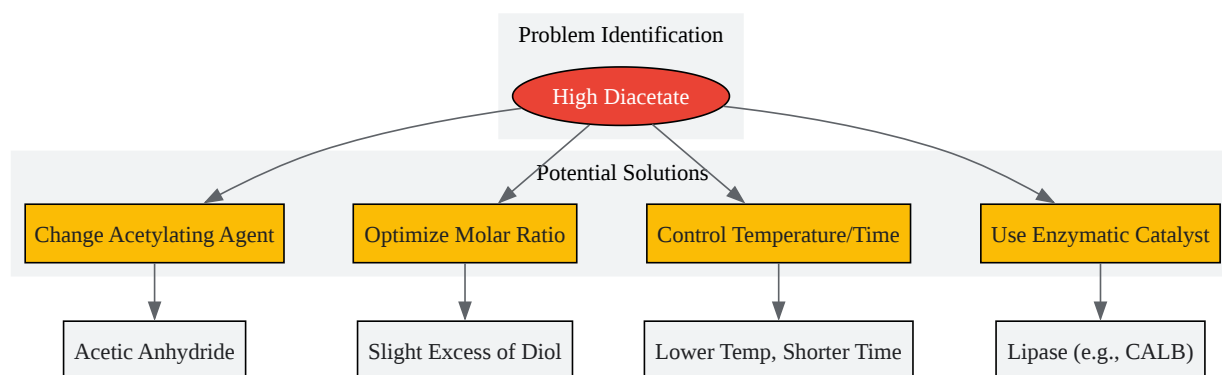 Problem Identification
High Diacetate
Potential Solutions
Change Acetylating Agent
Optimize Molar Ratio
Control Temperature/Time
Use Enzymatic Catalyst
Acetic Anhydride
Slight Excess of Diol
Lower Temp, Shorter Time
Lipase (e.g., CALB)